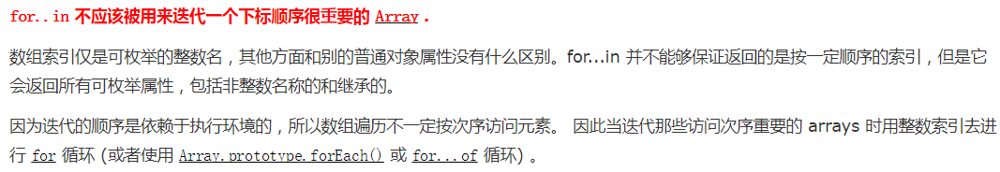 for..in 不应该被用来迭代一个下标顺序很重要的 Array .
数组索引仅是可枚举的整数名，其他方面和别的普通对象属性没有什么区别。for...in 并不能够保证返回的是按一定顺序的索引，但是它
会返回所有可枚举属性，包括非整数名称的和继承的。
因为迭代的顺序是依赖于执行环境的，所以数组遍历不一定按次序访问元素。 因此当迭代那些访问次序重要的 arrays 时用整数索引去进
行 for 循环 (或者使用 Array.prototype.forEach() 或 for...of 循环) 。